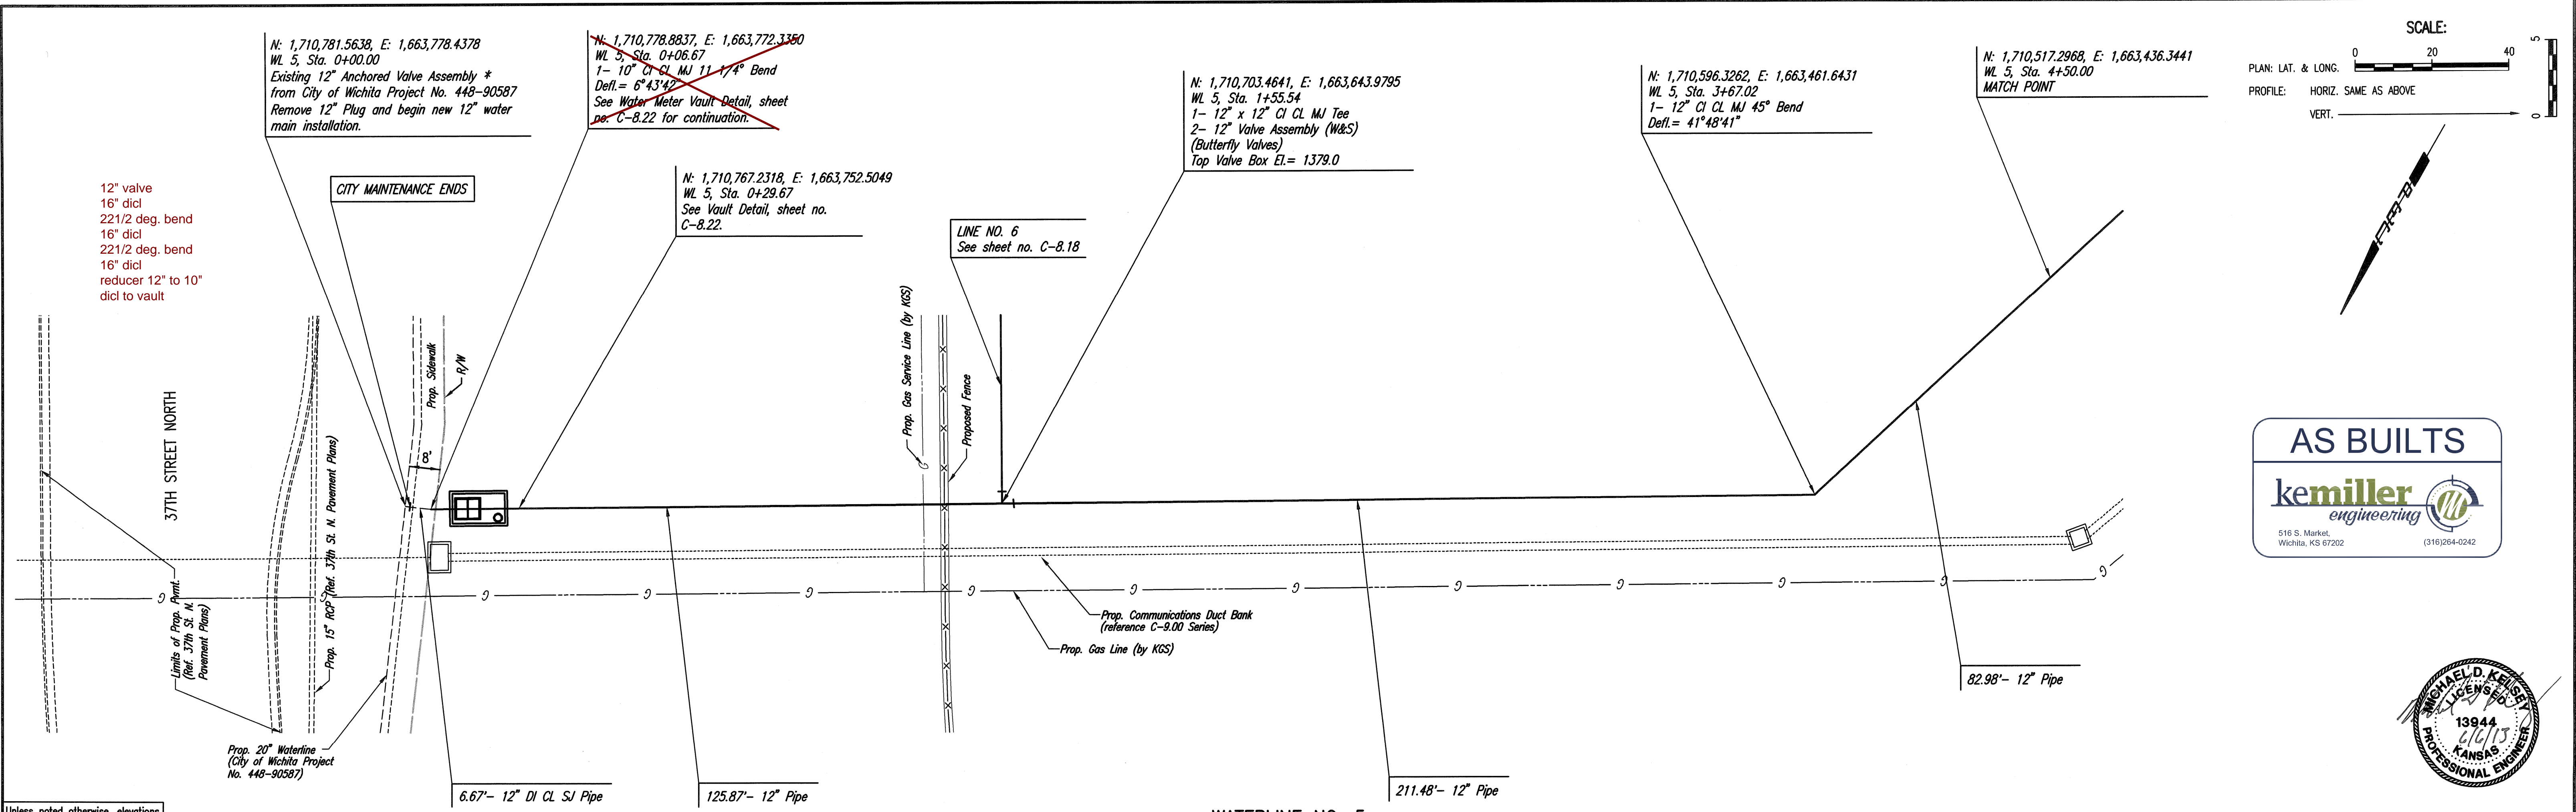 N: 1,710,781.5638, E: 1,663,778.4378
WL 5, Sta. 0+00.00
Existing 12" Anchored Valve Assembly *
from City of Wichita Project No. 448-90587
Remove 12" Plug and begin new 12" water
main installation.
N: 1,710,778.8837, E: 1,663,772.3350
WL 5, Sta. 0+06.67
1- 10" CI CL MJ 11 1/4° Bend
Defl.= 6°43'42"
See Water Meter Vault Detail, sheet
no. C-8.22 for continuation.
N: 1,710,703.4641, E: 1,663,643.9795
WL 5, Sta. 1+55.54
1- 12" x 12" CI CL MJ Tee
2- 12" Valve Assembly (W&S)
(Butterfly Valves)
Top Valve Box El.= 1379.0
N: 1,710,596.3262, E: 1,663,461.6431
WL 5, Sta. 3+67.02
1- 12" CI CL MJ 45° Bend
Defl.= 41°48'41"
N: 1,710,517.2968, E: 1,663,436.3441
WL 5, Sta. 4+50.00
MATCH POINT
SCALE:
0 20 40
PLAN: LAT. & LONG.
PROFILE: HORIZ. SAME AS ABOVE
VERT.
5
0
12" valve
16" dicl
221/2 deg. bend
16" dicl
221/2 deg. bend
16" dicl
reducer 12" to 10"
dicl to vault
CITY MAINTENANCE ENDS
N: 1,710,767.2318, E: 1,663,752.5049
WL 5, Sta. 0+29.67
See Vault Detail, sheet no.
C-8.22.
LINE NO. 6
See sheet no. C-8.18
37TH STREET NORTH
Prop. Sidewalk
R/W
8'
Prop. Gas Service Line (by KGS)
Proposed Fence
G
Limits of Prop. Pvmt.
(Ref. 37th St. N.
Pavement Plans)
Prop. 15" RCP (Ref. 37th St. N. Pavement Plans)
G G G G G G G G G G G G G
Prop. Communications Duct Bank
(reference C-9.00 Series)
Prop. Gas Line (by KGS)
Prop. 20" Waterline
(City of Wichita Project
No. 448-90587)
6.67'- 12" DI CL SJ Pipe
125.87'- 12" Pipe
211.48'- 12" Pipe
82.98'- 12" Pipe
AS BUILTS
kemiller
engineering
516 S. Market,
Wichita, KS 67202
(316)264-0242
MICHAEL D. KELSEY
LICENSED
13944
6/6/13
KANSAS
PROFESSIONAL ENGINEER
Unless noted otherwise, elevations
WATERLINE NO. 5